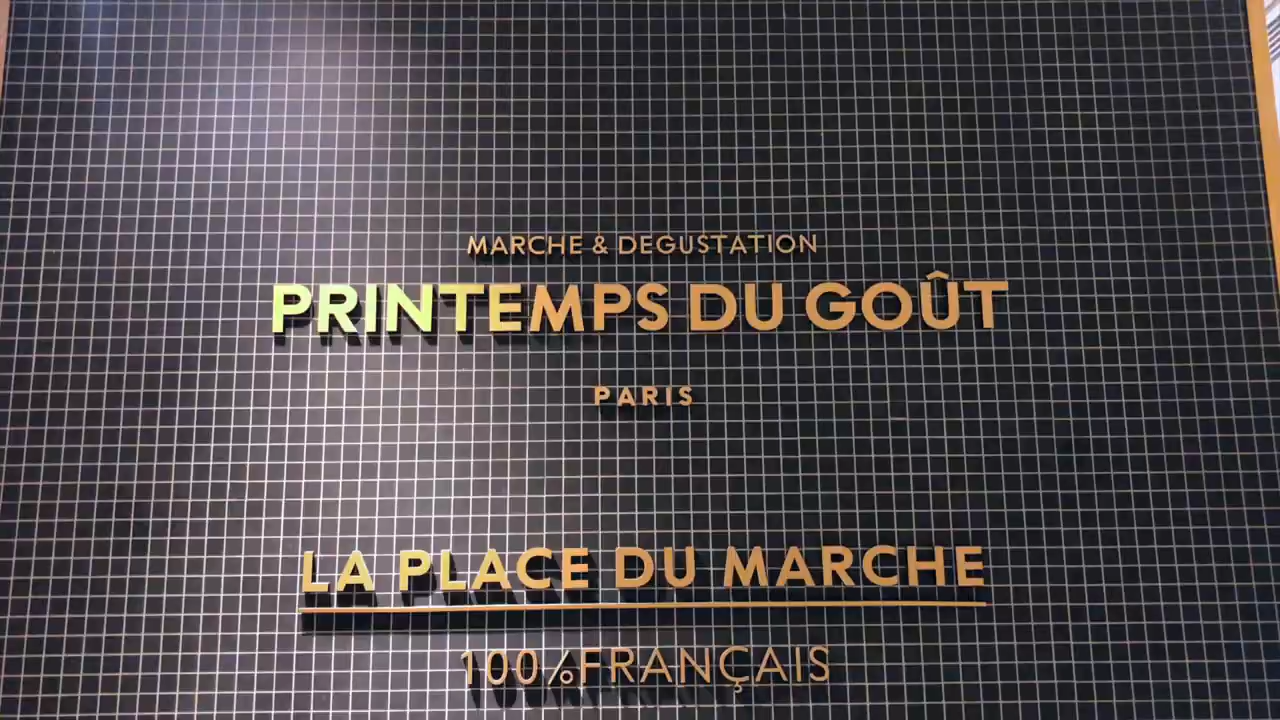 MARCHE & DEGUSTATION
PRINTEMPS DU GOÛT
PARIS
LA PLACE DU MARCHE
100%FRANÇAIS